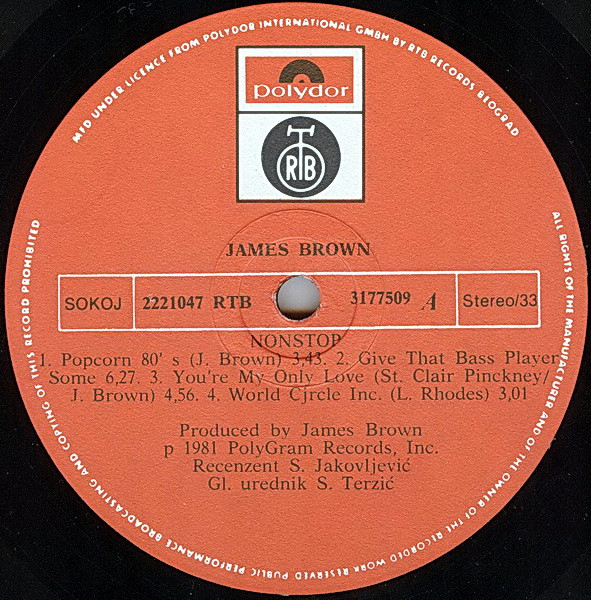 MFD UNDER LICENCE FROM POLYDOR INTERNATIONAL GMBH BY RTB RECORDS BEOGRAD
polydor
RTB
JAMES BROWN
SOKOJ 2221047 RTB 3177509 A Stereo/33
NONSTOP
1. Popcorn 80' s (J. Brown) 3,43. 2. Give That Bass Player
Some 6,27. 3. You're My Only Love (St. Clair Pinckney/
J. Brown) 4,56. 4. World Cjrcle Inc. (L. Rhodes) 3,01
Produced by James Brown
p 1981 PolyGram Records, Inc.
Recenzent S. Jakovljević
Gl. urednik S. Terzić
ALL RIGHTS OF THE MANUFACTURER AND OF THE OWNER OF THE RECORDED WORK RESERVED PUBLIC PERFORMANCE BROADCASTING AND COPYING OF THIS RECORD PROHIBITED